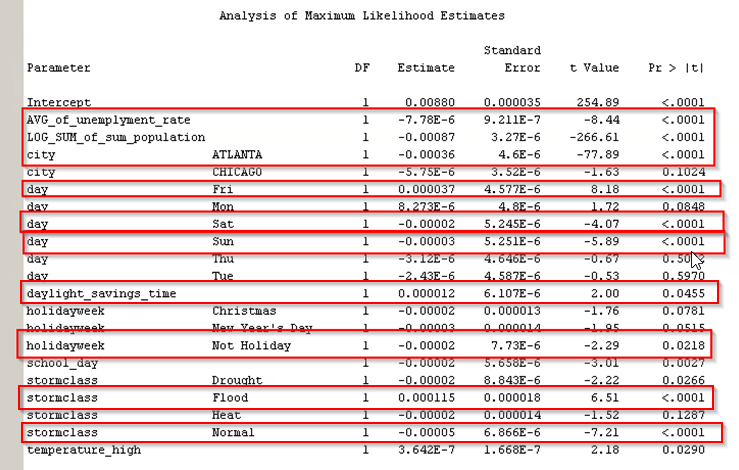 Analysis of Maximum Likelihood Estimates
Standard
Parameter DF Estimate Error t Value Pr > |t|
Intercept 1 0.00880 0.000035 254.89 <.0001
AVG_of_unemplyment_rate 1 -7.78E-6 9.211E-7 -8.44 <.0001
LOG_SUM_of_sum_population 1 -0.00087 3.27E-6 -266.61 <.0001
city ATLANTA 1 -0.00036 4.6E-6 -77.89 <.0001
city CHICAGO 1 -5.75E-6 3.52E-6 -1.63 0.1024
day Fri 1 0.000037 4.577E-6 8.18 <.0001
day Mon 1 8.273E-6 4.8E-6 1.72 0.0848
day Sat 1 -0.00002 5.245E-6 -4.07 <.0001
day Sun 1 -0.00003 5.251E-6 -5.89 <.0001
day Thu 1 -3.12E-6 4.646E-6 -0.67
day Tue 1 -2.43E-6 4.587E-6 -0.53 0.5970
daylight_savings_time 1 0.000012 6.107E-6 2.00 0.0455
holidayweek Christmas 1 -0.00002 0.000013 -1.76 0.0781
holidayweek New Year's Day 1 -0.00003 0.000014 -1.95 0.0515
holidayweek Not Holiday 1 -0.00002 7.73E-6 -2.29 0.0218
school_day 1 -0.00002 5.658E-6 -3.01 0.0027
stormclass Drought 1 -0.00002 8.843E-6 -2.22 0.0266
stormclass Flood 1 0.000115 0.000018 6.51 <.0001
stormclass Heat 1 -0.00002 0.000014 -1.52 0.1287
stormclass Normal 1 -0.00005 6.866E-6 -7.21 <.0001
temperature_high 1 3.642E-7 1.668E-7 2.18 0.0290